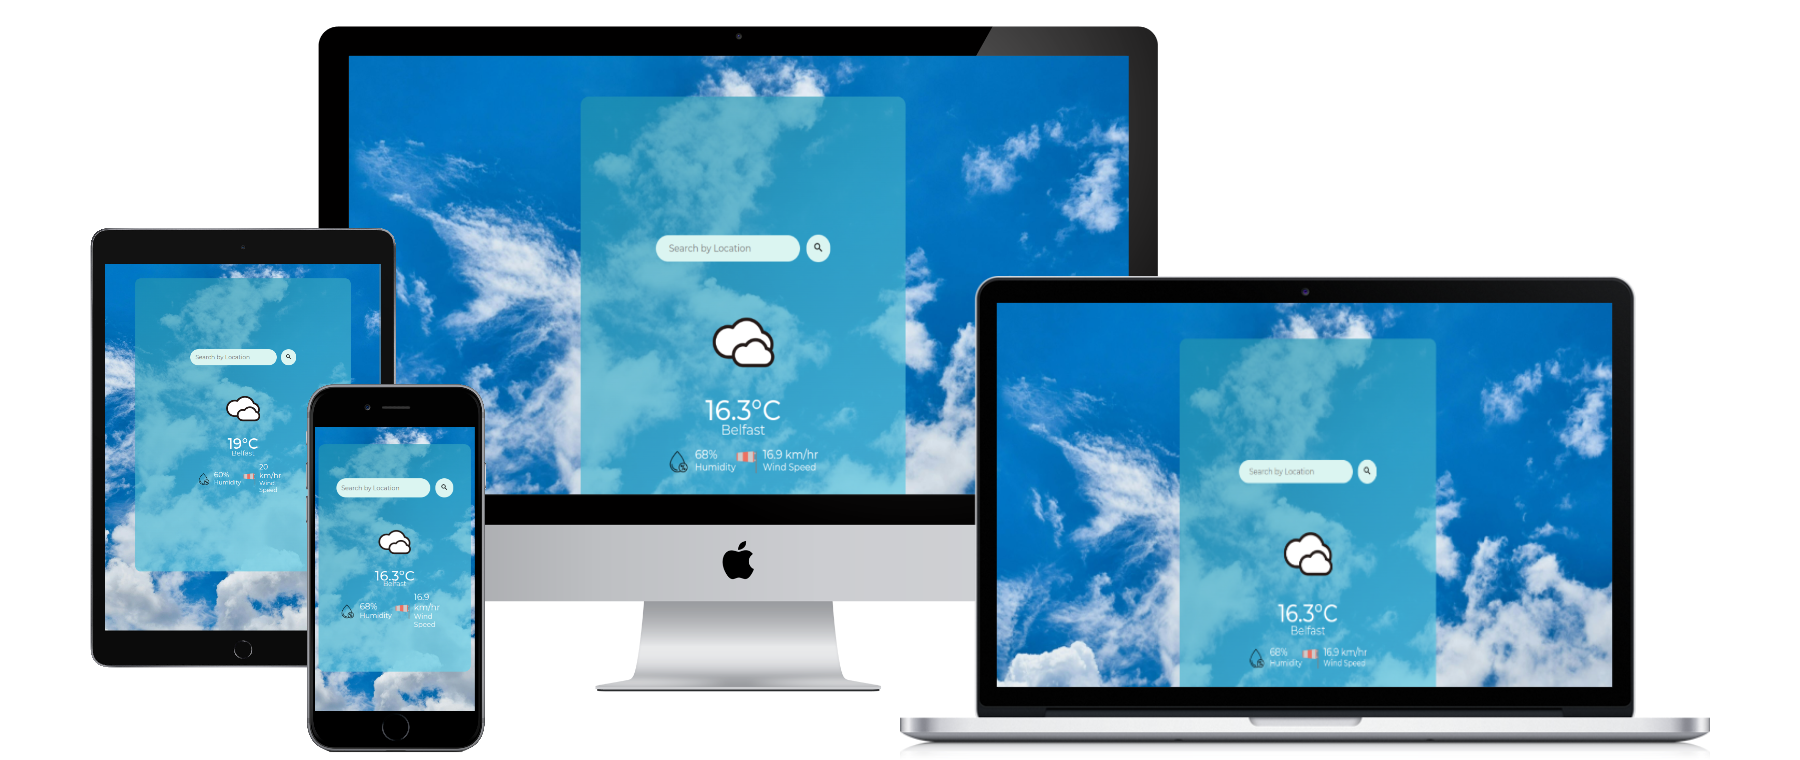 Search by Location
16.3°C
Belfast
68%
Humidity
16.9 km/hr
Wind Speed
Search by Location
19°C
Belfast
60%
Humidity
20
km/hr
Wind
Speed
Search by Location
16.3°C
Belfast
68%
Humidity
16.9
km/hr
Wind
Speed
Search by Location
16.3°C
Belfast
68%
Humidity
16.9 km/hr
Wind Speed